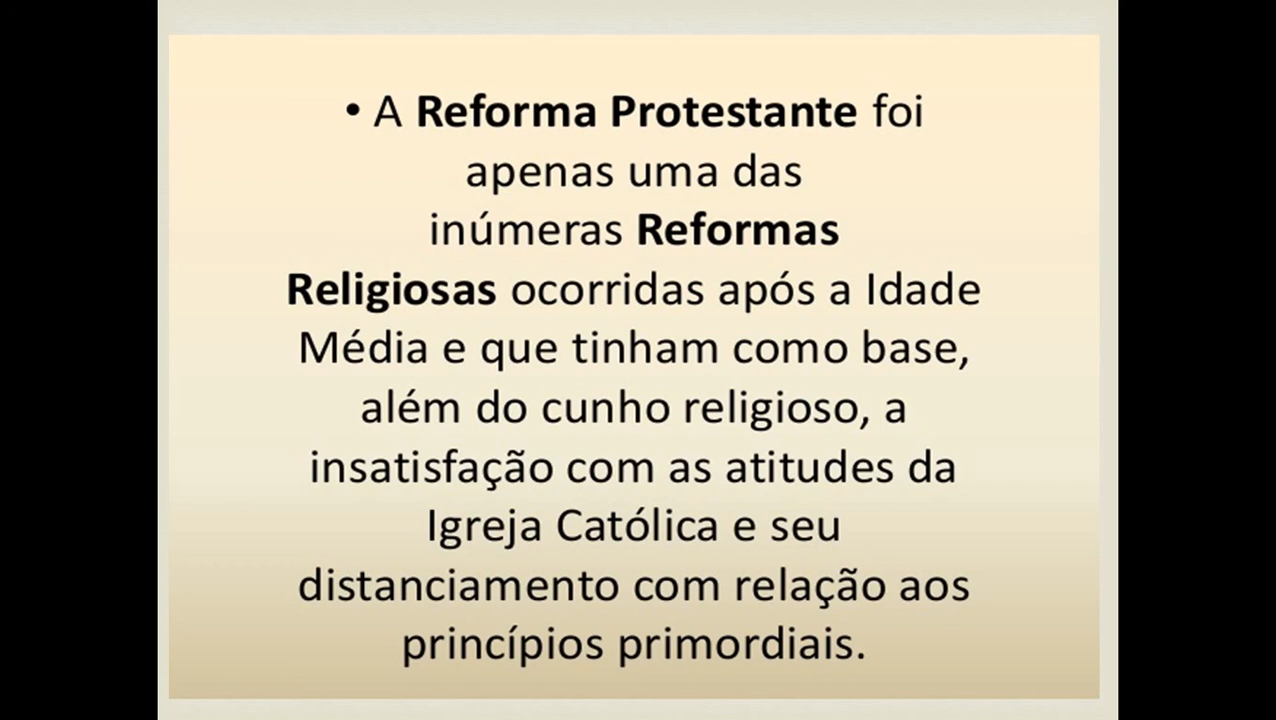 • A Reforma Protestante foi
apenas uma das
inúmeras Reformas
Religiosas ocorridas após a Idade
Média e que tinham como base,
além do cunho religioso, a
insatisfação com as atitudes da
Igreja Católica e seu
distanciamento com relação aos
princípios primordiais.